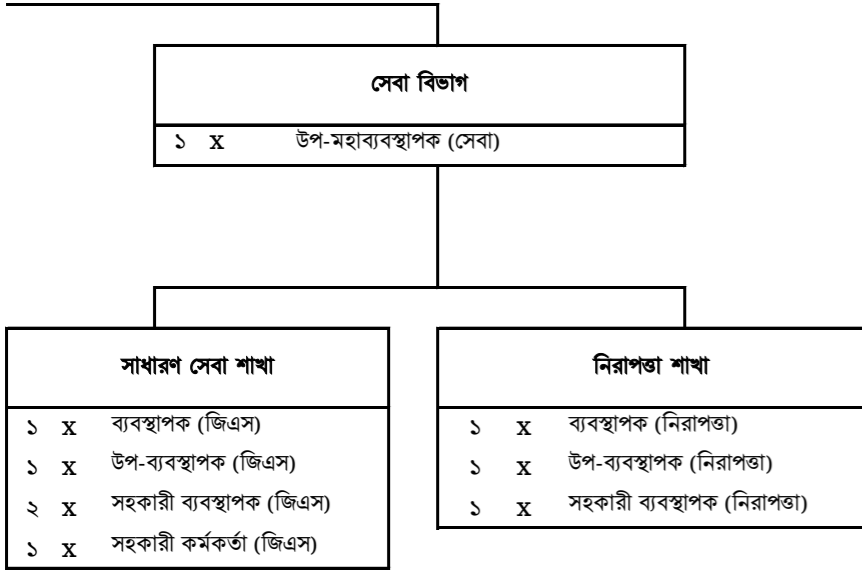 সেবা বিভাগ
১ x উপ-মহাব্যবস্থাপক (সেবা)
সাধারণ সেবা শাখা
১ x ব্যবস্থাপক (জিএস)
১ x উপ-ব্যবস্থাপক (জিএস)
২ x সহকারী ব্যবস্থাপক (জিএস)
১ x সহকারী কর্মকর্তা (জিএস)
নিরাপত্তা শাখা
১ x ব্যবস্থাপক (নিরাপত্তা)
১ x উপ-ব্যবস্থাপক (নিরাপত্তা)
১ x সহকারী ব্যবস্থাপক (নিরাপত্তা)